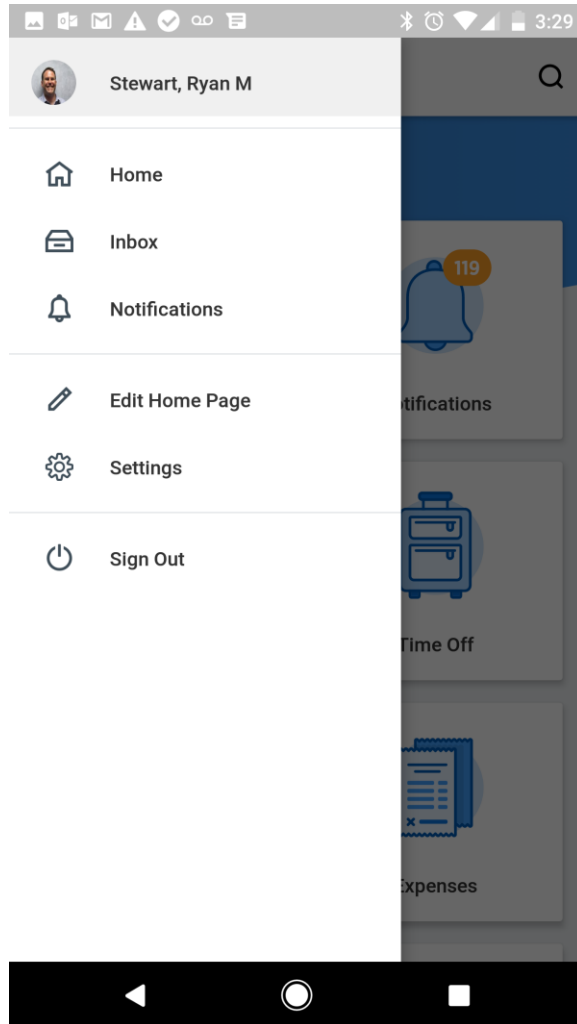 3:29
Stewart, Ryan M
Home
Inbox
119
Notifications
Edit Home Page
tifications
Settings
Sign Out
Time Off
Expenses